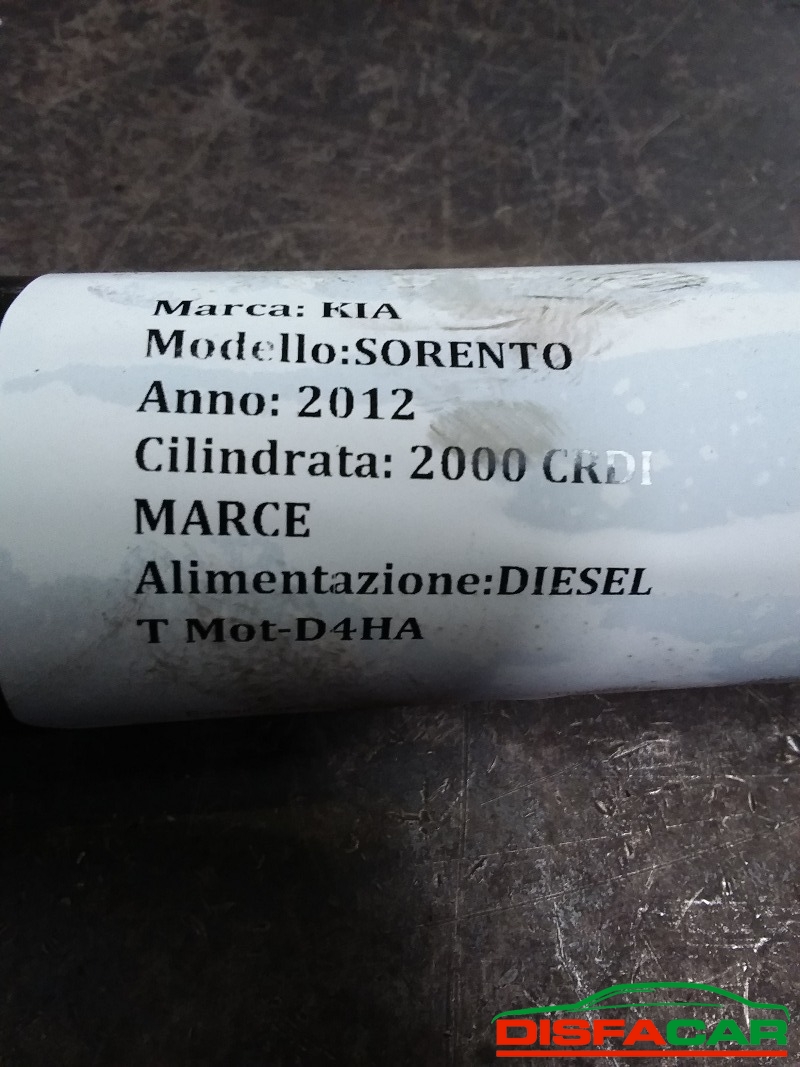 Marca: KIA
Modello:SORENTO
Anno: 2012
Cilindrata: 2000 CRDI
MARCE
Alimentazione:DIESEL
T Mot-D4HA
DISFACAR